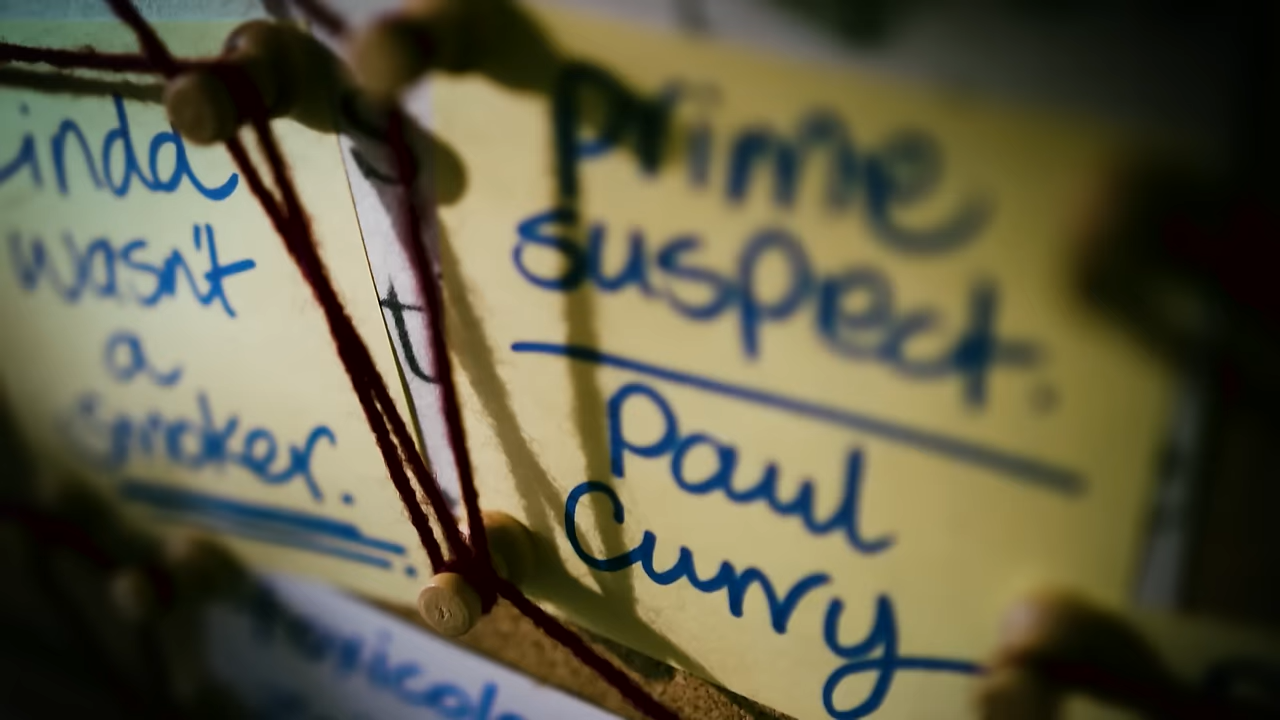 inda
wasn't
a
smoker.
t
prime
suspect.
Paul
Curry